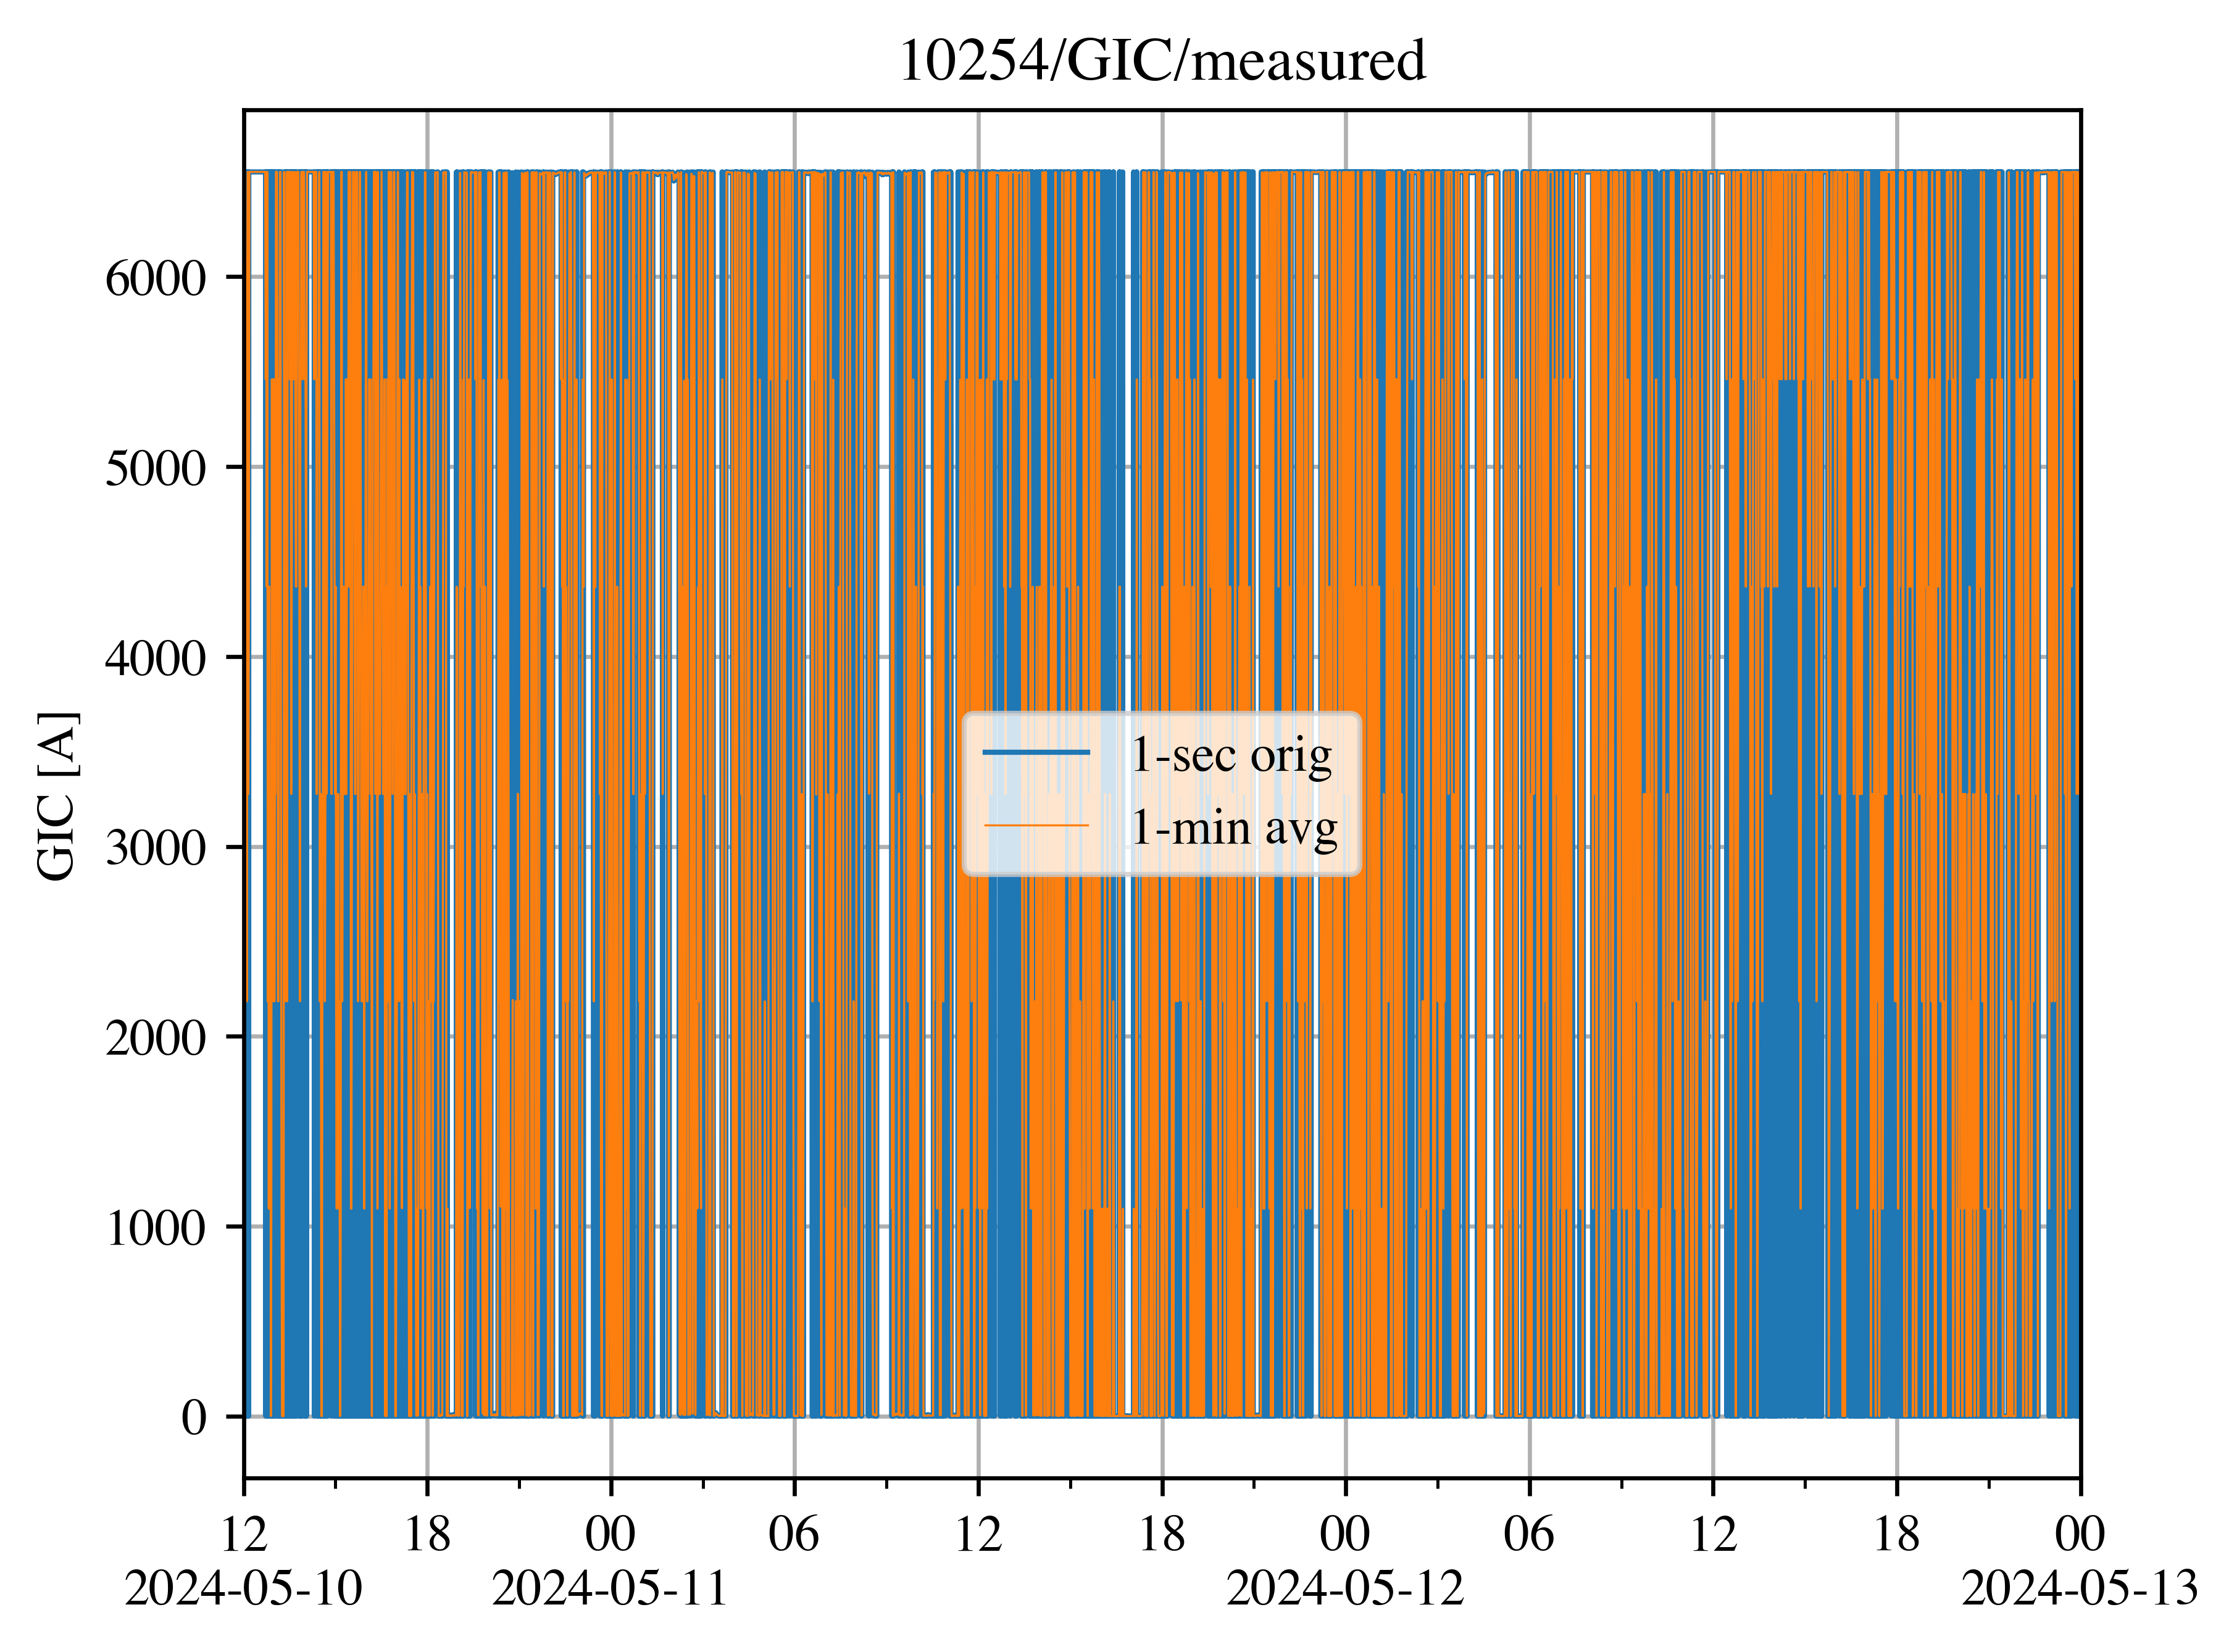 10254/GIC/measured
GIC [A]
6000
5000
4000
3000
2000
1000
0
1-sec orig
1-min avg
12 18 00 06 12 18 00 06 12 18 00
2024-05-10 2024-05-11 2024-05-12 2024-05-13